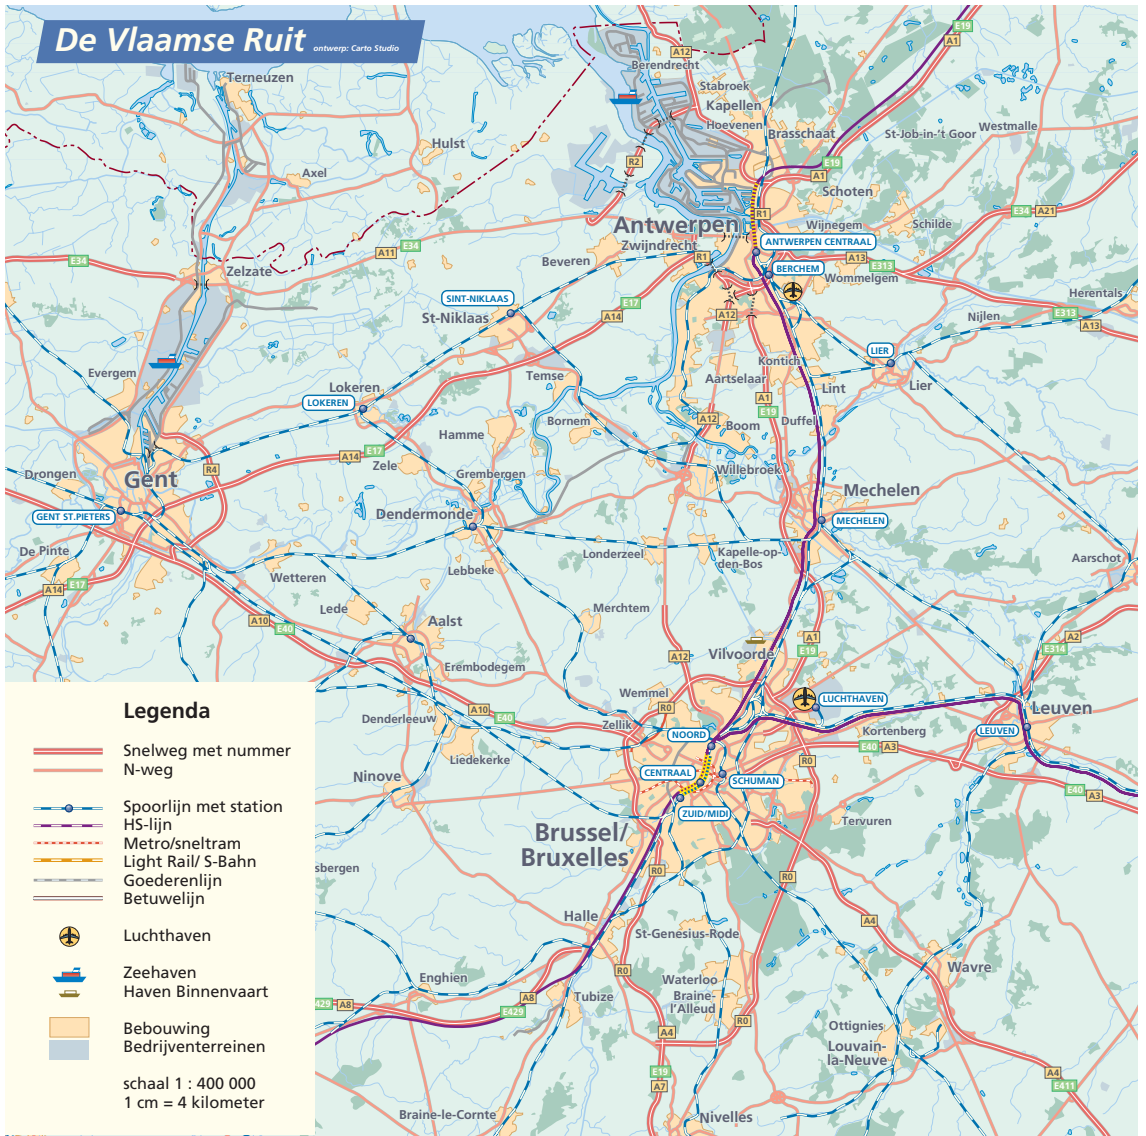 De Vlaamse Ruit ontwerp: Carto Studio
E19
A1
A12
Berendrecht
Terneuzen
Stabroek
Kapellen
Hoevenen
Brasschaat
St-Job-in-'t Goor
Westmalle
Hulst
R2
E19
A1
Axel
Schoten
R1
E34
A21
Antwerpen
Wijnegem
Schilde
Zwijndrecht
ANTWERPEN CENTRAAL
E34
A11
E34
Beveren
R1
A13
E313
Zelzate
BERCHEM
Wommelgem
Herentals
SINT-NIKLAAS
E17
St-Niklaas
A14
A12
Nijlen
E313
A13
LIER
Kontich
Evergem
Temse
Aartselaar
Lint
Lier
Lokeren
LOKEREN
A1
E19
Bornem
A12
Boom
Duffel
Hamme
E17
A14
Zele
R4
Drongen
Gent
Grembergen
Willebroek
Mechelen
Dendermonde
GENT ST.PIETERS
MECHELEN
De Pinte
Londerzeel
Kapelle-op-
den-Bos
Aarschot
Lebbeke
E17
A14
Wetteren
Lede
Merchtem
Aalst
A10
E40
A1
E19
A2
E314
Vilvoorde
A12
Erembodegem
Wemmel
LUCHTHAVEN
R0
Leuven
A10
E40
Denderleeuw
Zellik
NOORD
Kortenberg
LEUVEN
E40
A3
Liedekerke
R0
CENTRAAL
SCHUMAN
Ninove
E40
A3
ZUID/MIDI
Tervuren
Brussel/
Bruxelles
R0
sbergen
R0
A4
Halle
St-Genesius-Rode
Wavre
R0
Enghien
Waterloo
Braine-
l'Alleud
Tubize
A8
E429
429
A8
R0
Ottignies
Louvain-
la-Neuve
A4
E19
A7
A4
E411
Braine-le-Cornte
Nivelles
Legenda
Snelweg met nummer
N-weg
Spoorlijn met station
HS-lijn
Metro/sneltram
Light Rail/ S-Bahn
Goederenlijn
Betuwelijn
Luchthaven
Zeehaven
Haven Binnenvaart
Bebouwing
Bedrijventerreinen
schaal 1 : 400 000
1 cm = 4 kilometer